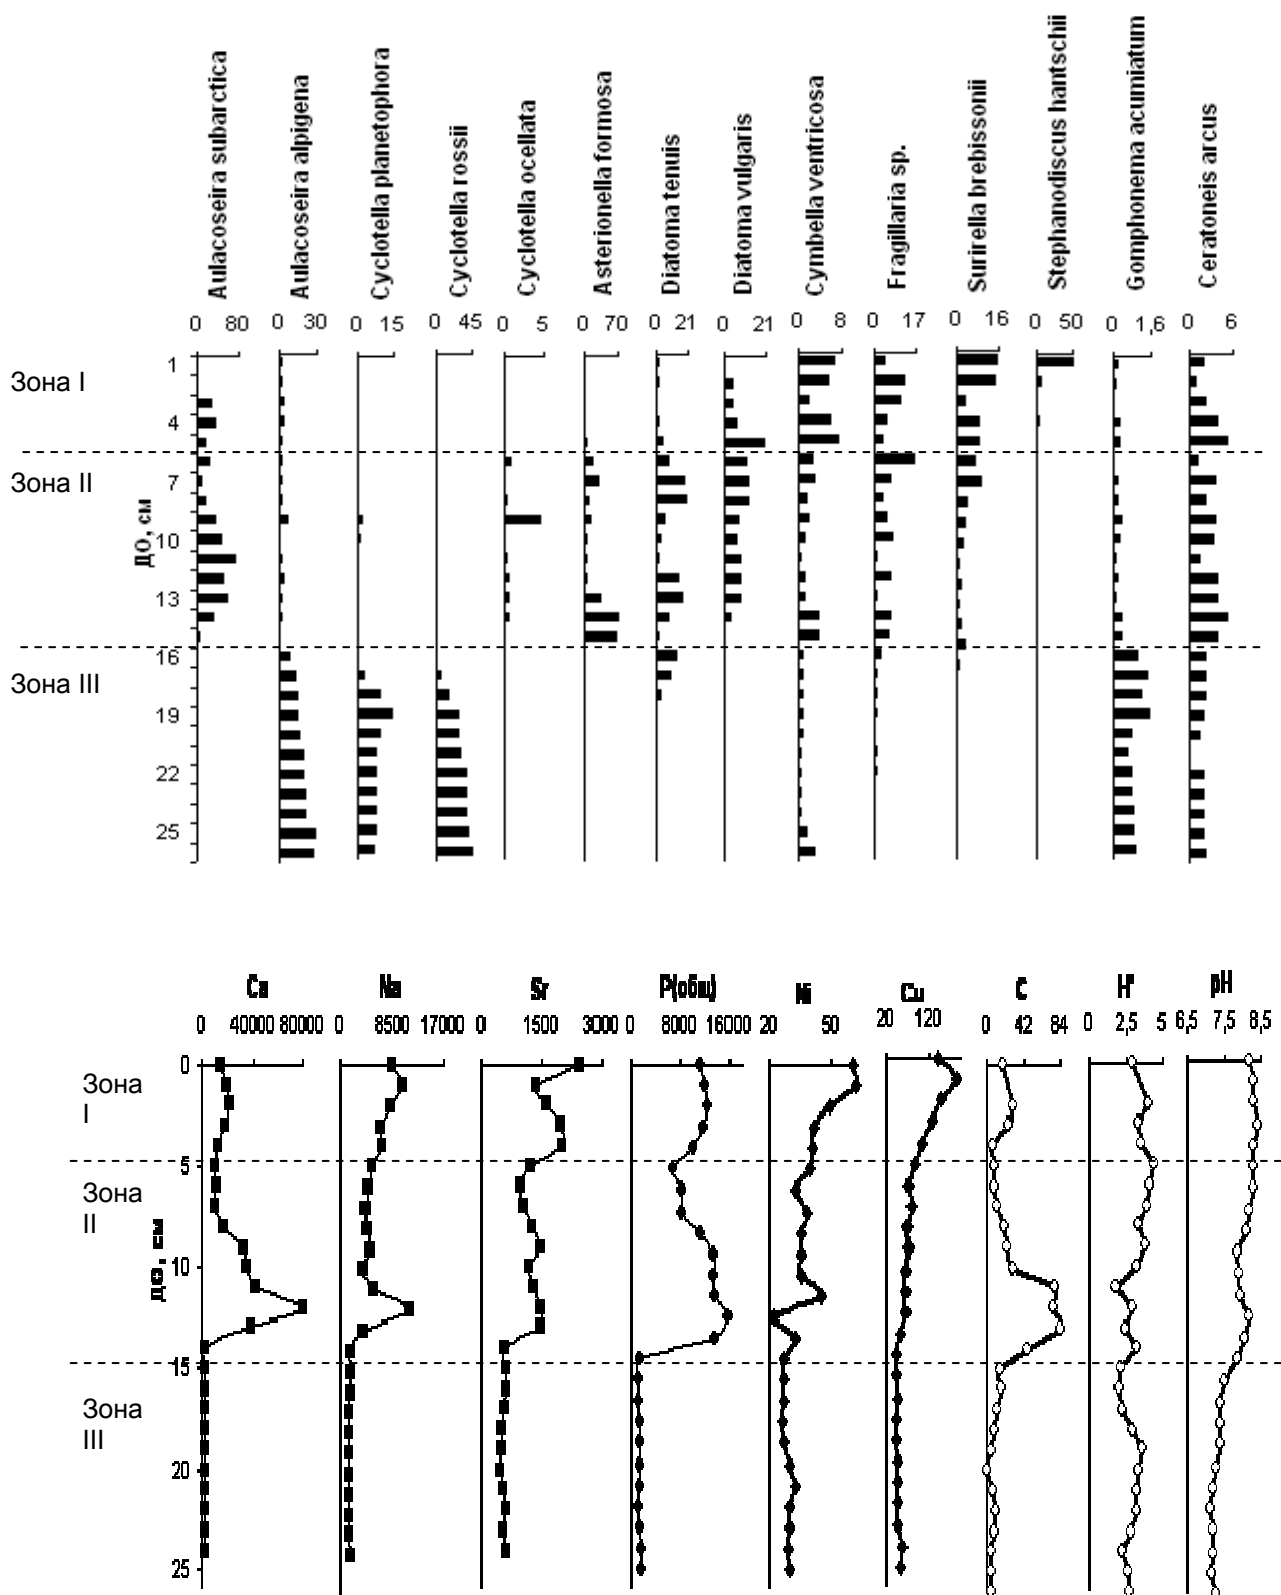 Aulacoseira subarctica
Aulacoseira alpigena
Cyclotella planetophora
Cyclotella rossii
Cyclotella ocellata
Asterionella formosa
Diatoma tenuis
Diatoma vulgaris
Cymbella ventricosa
Fragillaria sp.
Surirella brebissonii
Stephanodiscus hantschii
Gomphonema acumiatum
Ceratoneis arcus
0 80 0 30 0 15 0 45 0 5 0 70 0 21 0 21 0 8 0 17 0 16 0 50 0 1,6 0 6
1
Зона I
4
Зона II
7
ДО, см
10
13
16
Зона III
19
22
25
Ca Na Sr P(общ) Ni Cu C H' pH
0 40000 80000 0 8500 17000 0 1500 3000 0 8000 16000 20 50 20 120 0 42 84 0 2,5 5 6,5 7,5 8,5
0
Зона
I
5
Зона
II
ДО, см
10
15
Зона
III
20
25